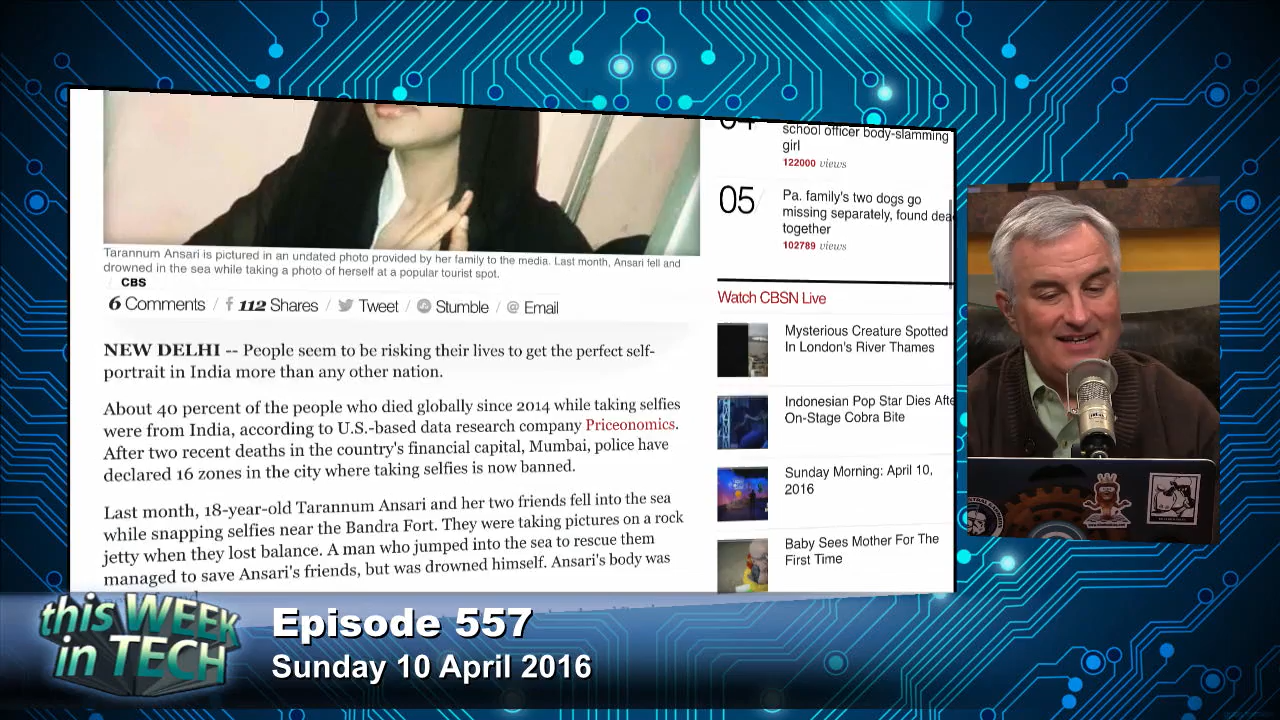 Tarannum Ansari is pictured in an undated photo provided by her family to the media. Last month, Ansari fell and
drowned in the sea while taking a photo of herself at a popular tourist spot.
CBS
6 Comments / 112 Shares / Tweet / Stumble / @ Email
NEW DELHI -- People seem to be risking their lives to get the perfect self-
portrait in India more than any other nation.
About 40 percent of the people who died globally since 2014 while taking selfies
were from India, according to U.S.-based data research company Priceonomics.
After two recent deaths in the country's financial capital, Mumbai, police have
declared 16 zones in the city where taking selfies is now banned.
Last month, 18-year-old Tarannum Ansari and her two friends fell into the sea
while snapping selfies near the Bandra Fort. They were taking pictures on a rock
jetty when they lost balance. A man who jumped into the sea to rescue them
managed to save Ansari's friends, but was drowned himself. Ansari's body was
04
school officer body-slamming
girl
122000 views
05
Pa. family's two dogs go
missing separately, found dead
together
102789 views
Watch CBSN Live
Mysterious Creature Spotted
In London's River Thames
Indonesian Pop Star Dies Afte
On-Stage Cobra Bite
Sunday Morning: April 10,
2016
Baby Sees Mother For The
First Time
this WEEK
in TECH
Episode 557
Sunday 10 April 2016